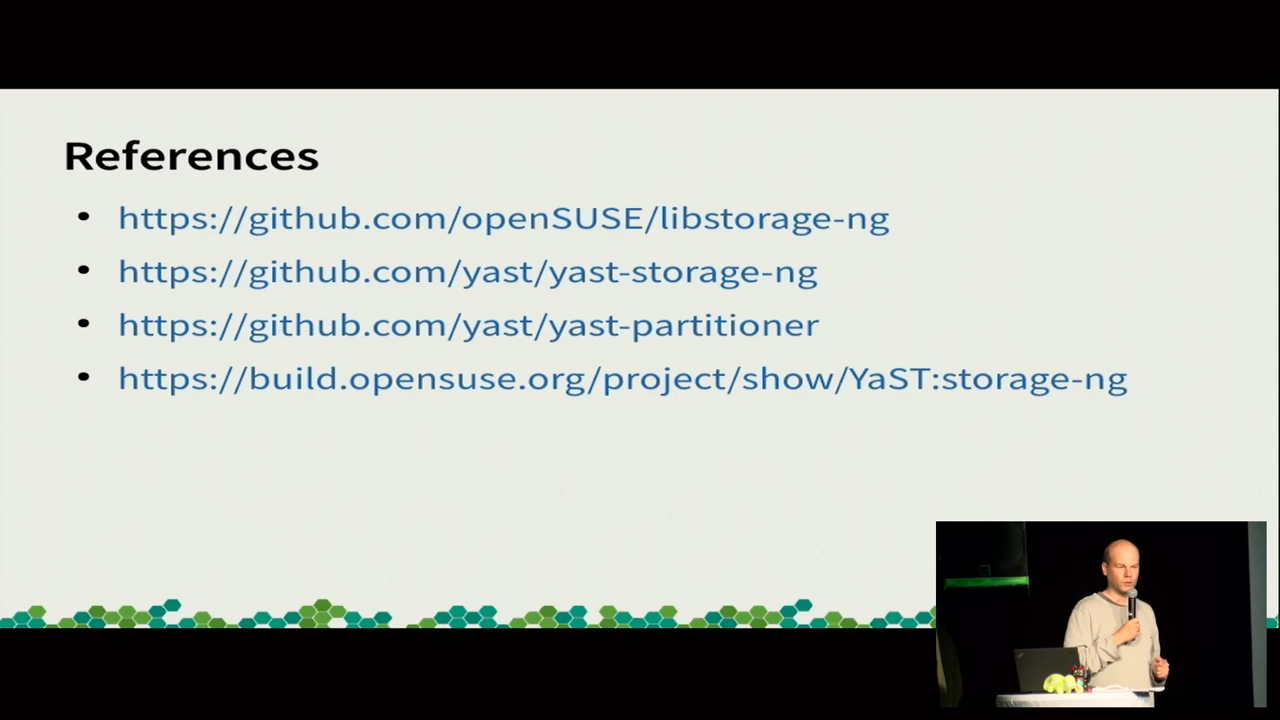 References
https://github.com/openSUSE/libstorage-ng
https://github.com/yast/yast-storage-ng
https://github.com/yast/yast-partitioner
https://build.opensuse.org/project/show/YaST:storage-ng